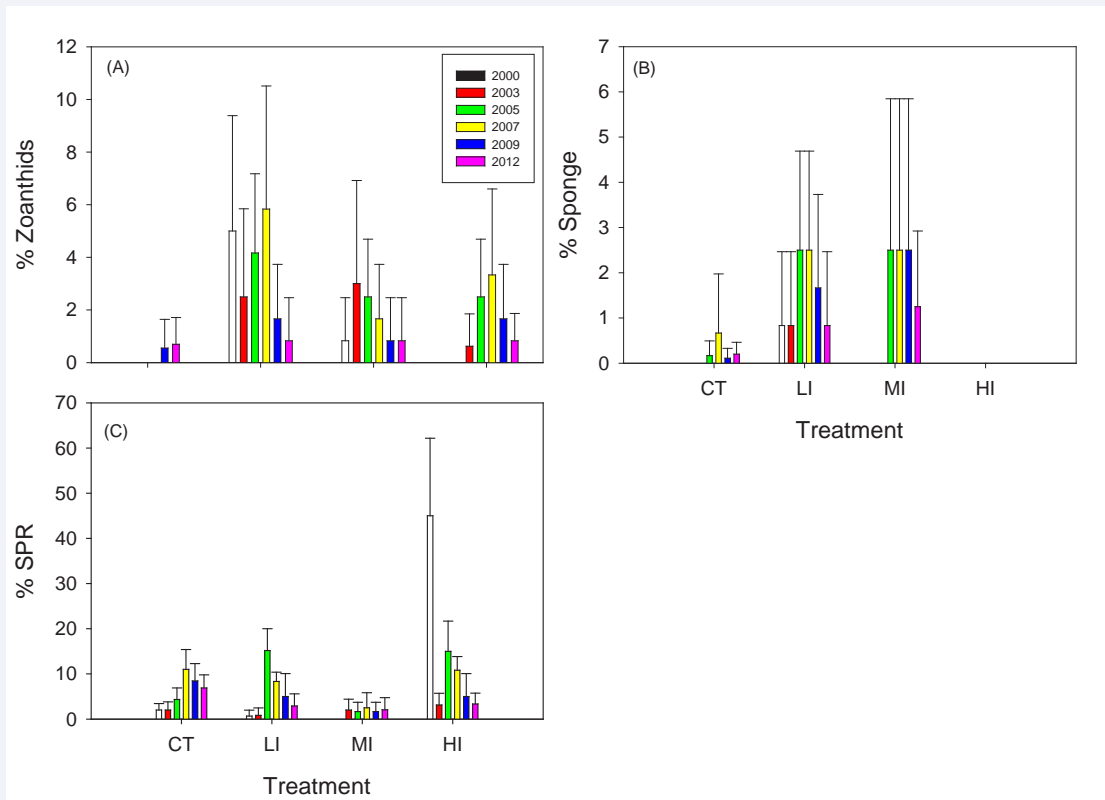 12
10
8
6
4
2
0
% Zoanthids
(A)
2000
2003
2005
2007
2009
2012
7
6
5
4
3
2
1
0
% Sponge
(B)
CT LI MI HI
Treatment
70
60
50
40
30
20
10
0
% SPR
(C)
CT LI MI HI
Treatment